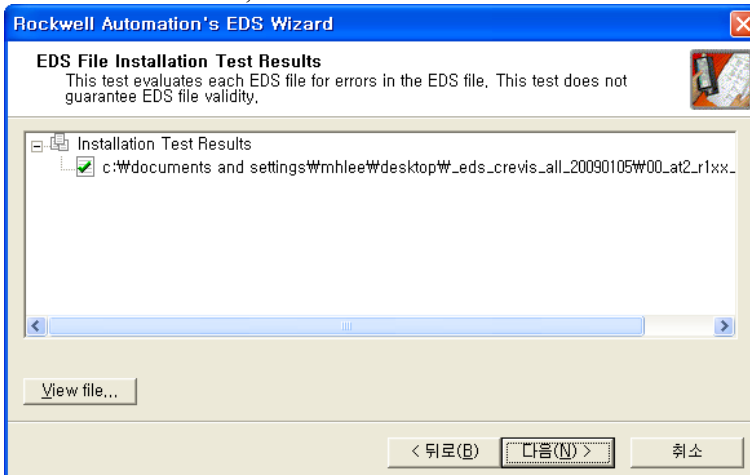 Rockwell Automation's EDS Wizard
EDS File Installation Test Results
This test evaluates each EDS file for errors in the EDS file, This test does not
guarantee EDS file validity,
Installation Test Results
c:₩documents and settings₩mhlee₩desktop₩_eds_crevis_all_20090105₩00_at2_r1xx_
View file,,,
< 뒤로(B)
다음(N) >
취소